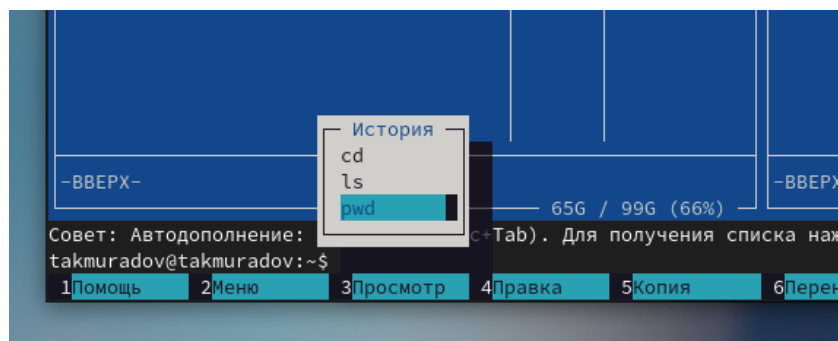 История
cd
ls
-ВВЕРХ-
pwd
65G / 99G (66%)
-ВВЕРХ
Совет: Автодополнение:
с+Tab). Для получения списка наж
takmuradov@takmuradov:~$
1Помощь 2Меню 3Просмотр 4Правка 5Копия 6Перен